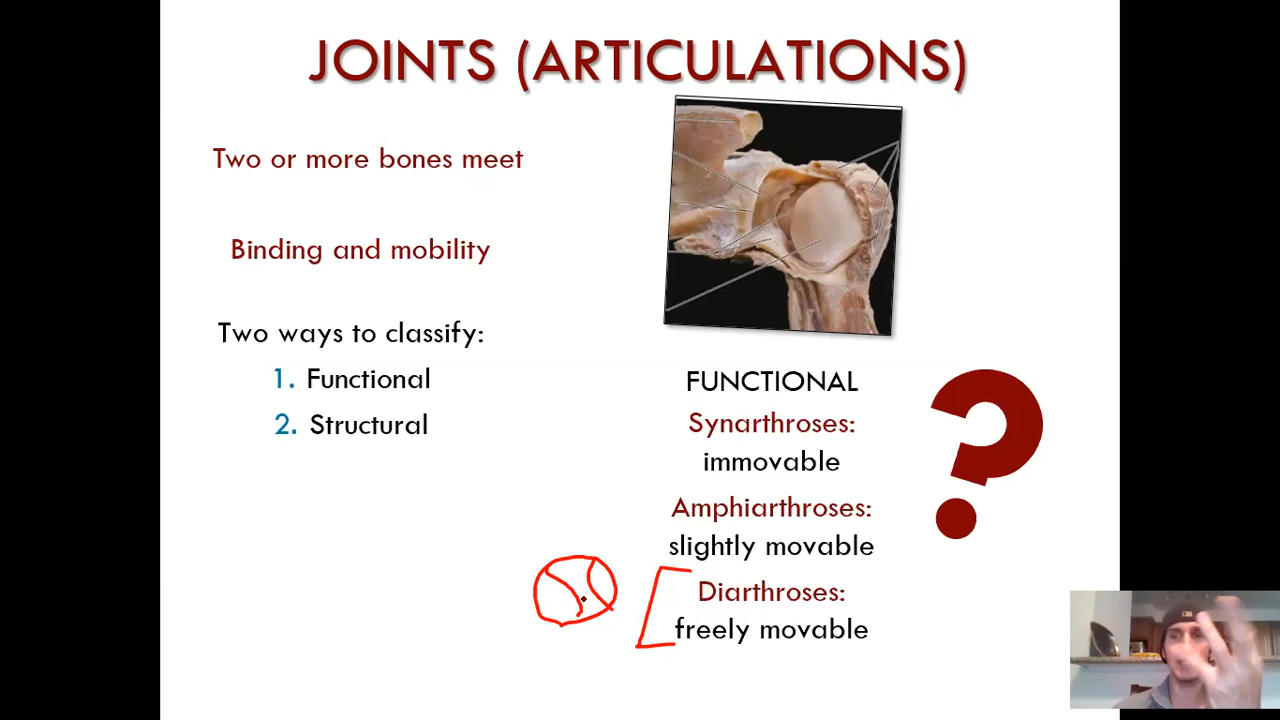 JOINTS (ARTICULATIONS)
Two or more bones meet
Binding and mobility
Two ways to classify:
1. Functional
2. Structural
FUNCTIONAL
Synarthroses:
immovable
Amphiarthroses:
slightly movable
Diarthroses:
freely movable
?